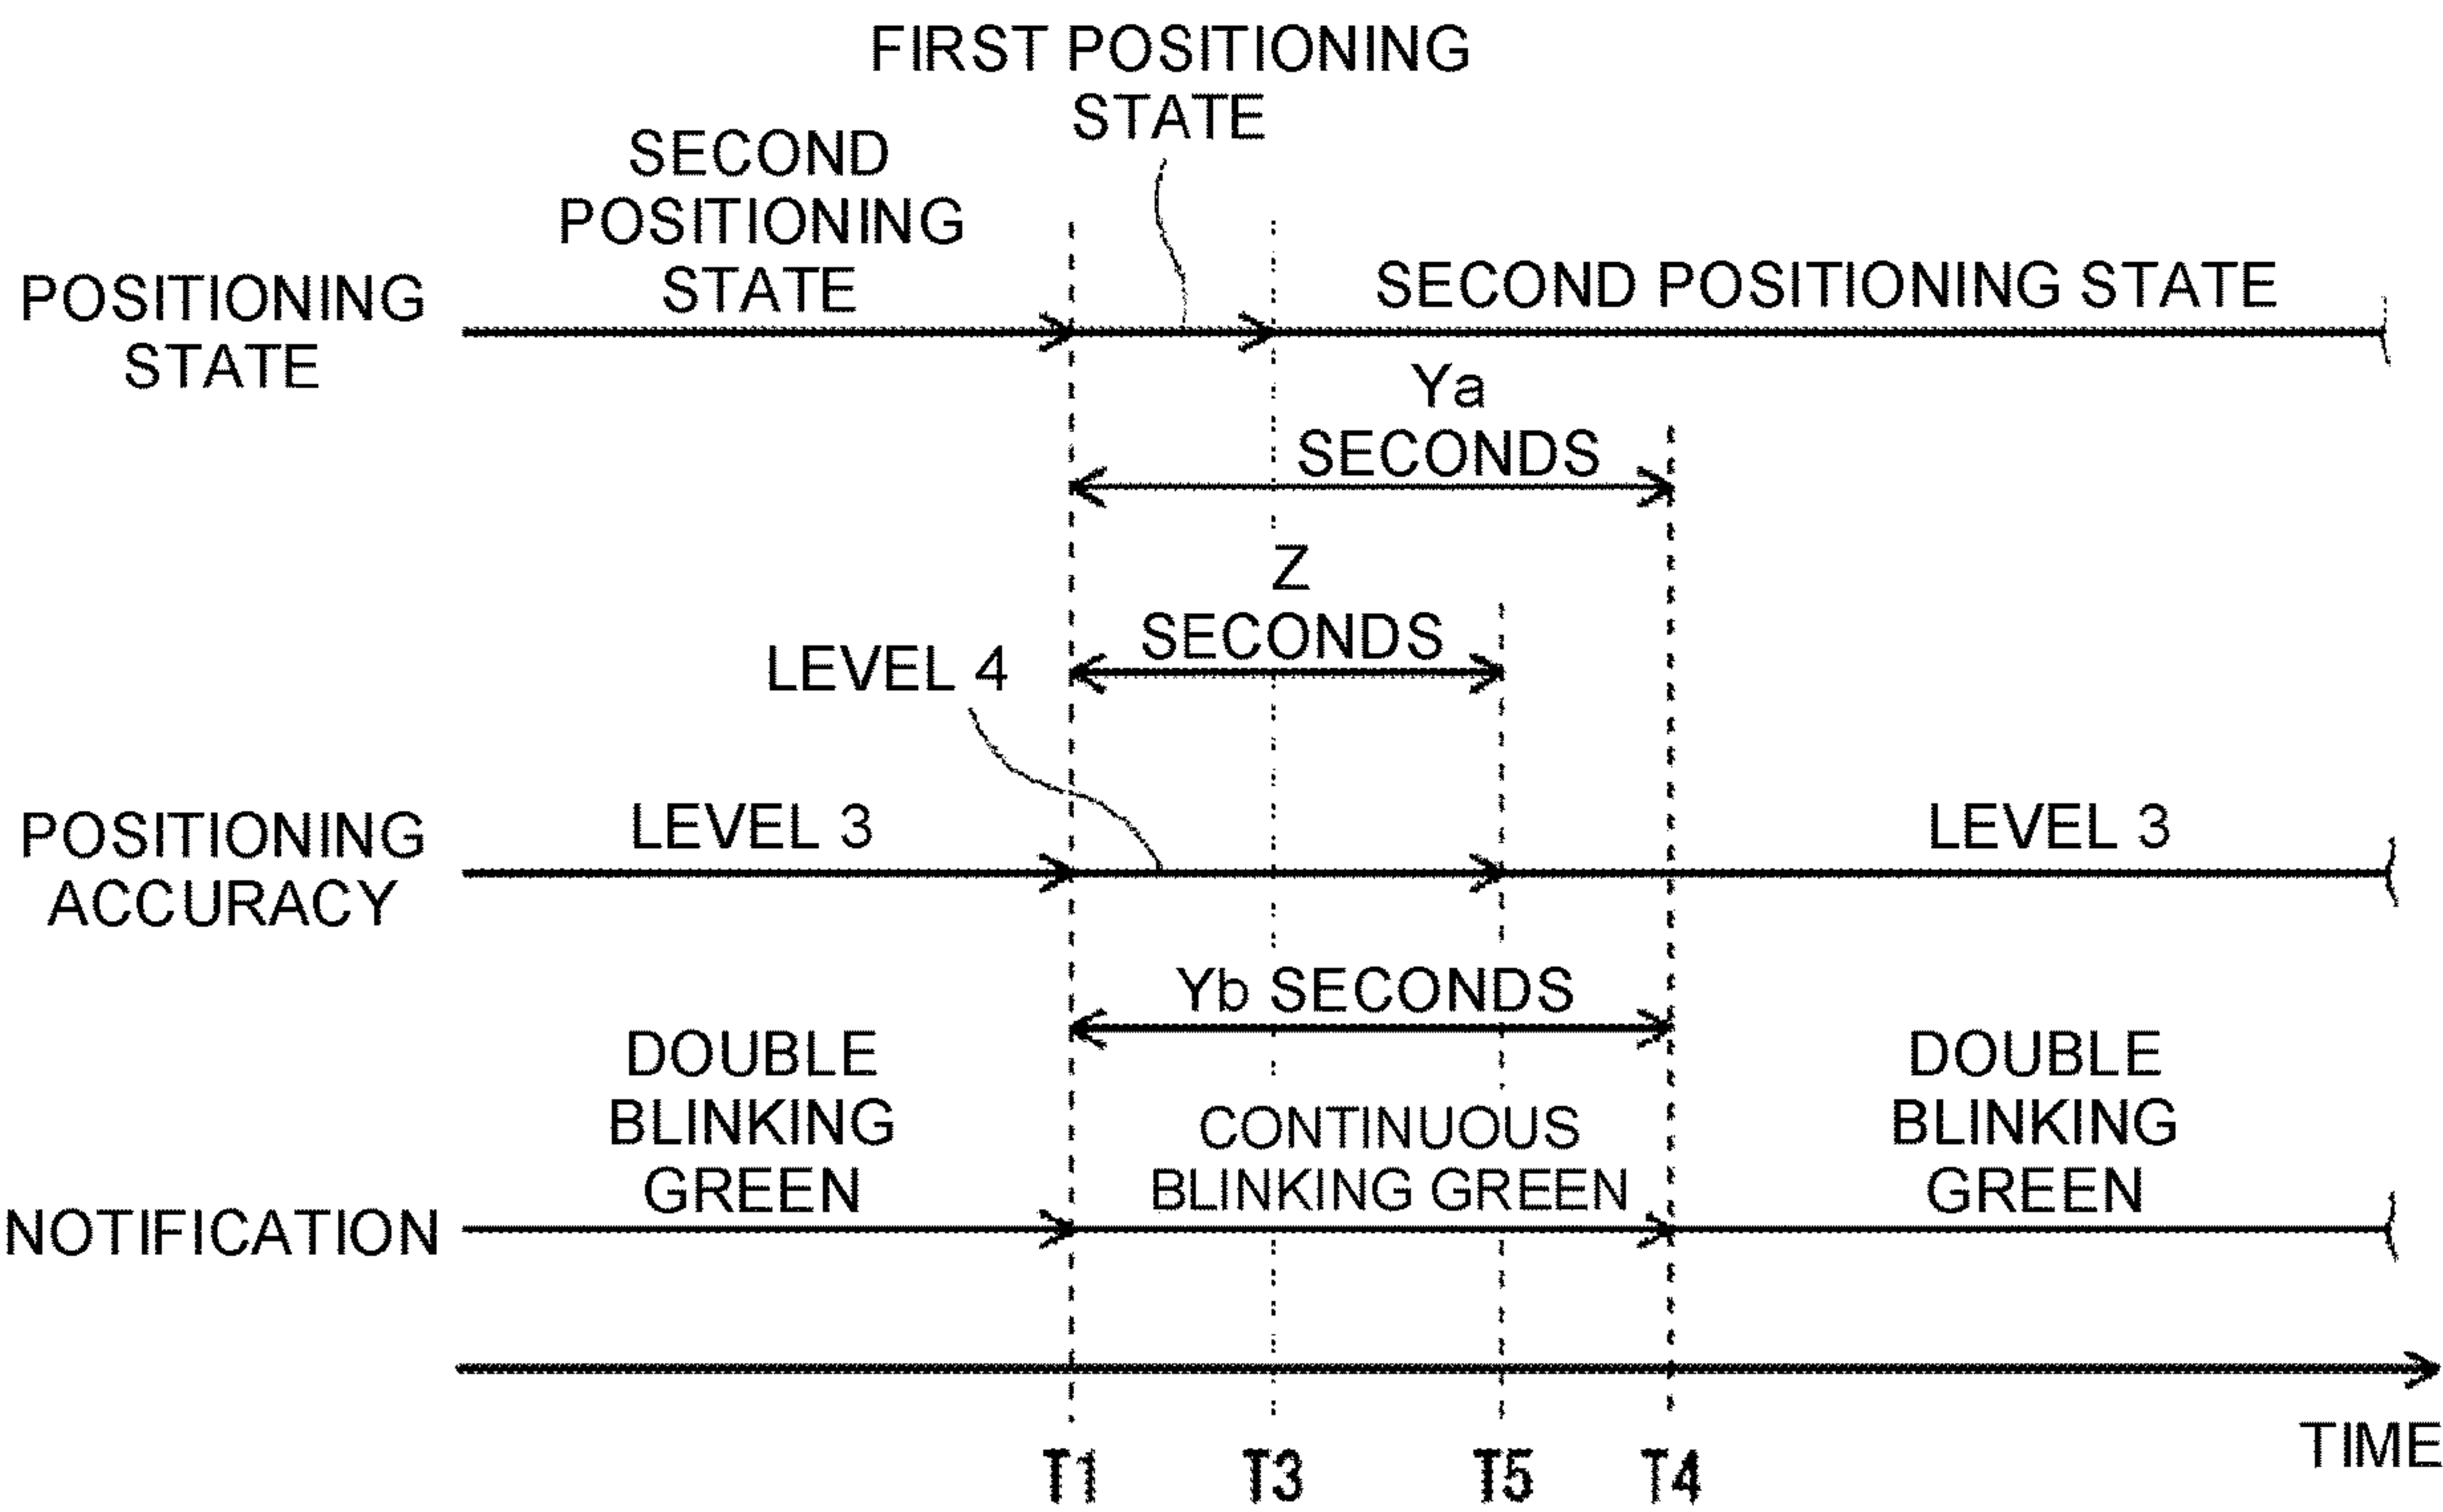 FIRST POSITIONING
STATE
SECOND
POSITIONING
STATE
POSITIONING
STATE
SECOND POSITIONING STATE
Ya
SECONDS
Z
SECONDS
LEVEL 4
POSITIONING
ACCURACY
LEVEL 3
LEVEL 3
Yb SECONDS
DOUBLE
BLINKING
GREEN
CONTINUOUS
BLINKING GREEN
DOUBLE
BLINKING
GREEN
NOTIFICATION
TIME
T1 T3 T5 T4